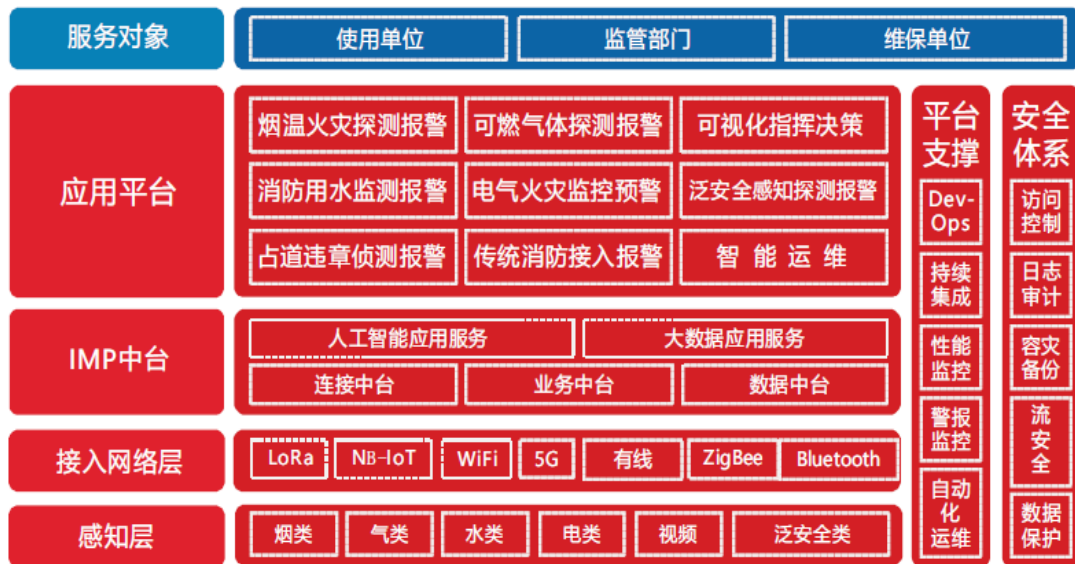 服务对象
使用单位
监管部门
维保单位
应用平台
烟温火灾探测报警
可燃气体探测报警
可视化指挥决策
消防用水监测报警
电气火灾监控预警
泛安全感知探测报警
占道违章侦测报警
传统消防接入报警
智能运维
IMP中台
人工智能应用服务
大数据应用服务
连接中台
业务中台
数据中台
接入网络层
LoRa
NB-IoT
WiFi
5G
有线
ZigBee
Bluetooth
感知层
烟类
气类
水类
电类
视频
泛安全类
平台
支撑
Dev-
Ops
持续
集成
性能
监控
警报
监控
自动
化
运维
安全
体系
访问
控制
日志
审计
容灾
备份
流
安
全
数据
保护